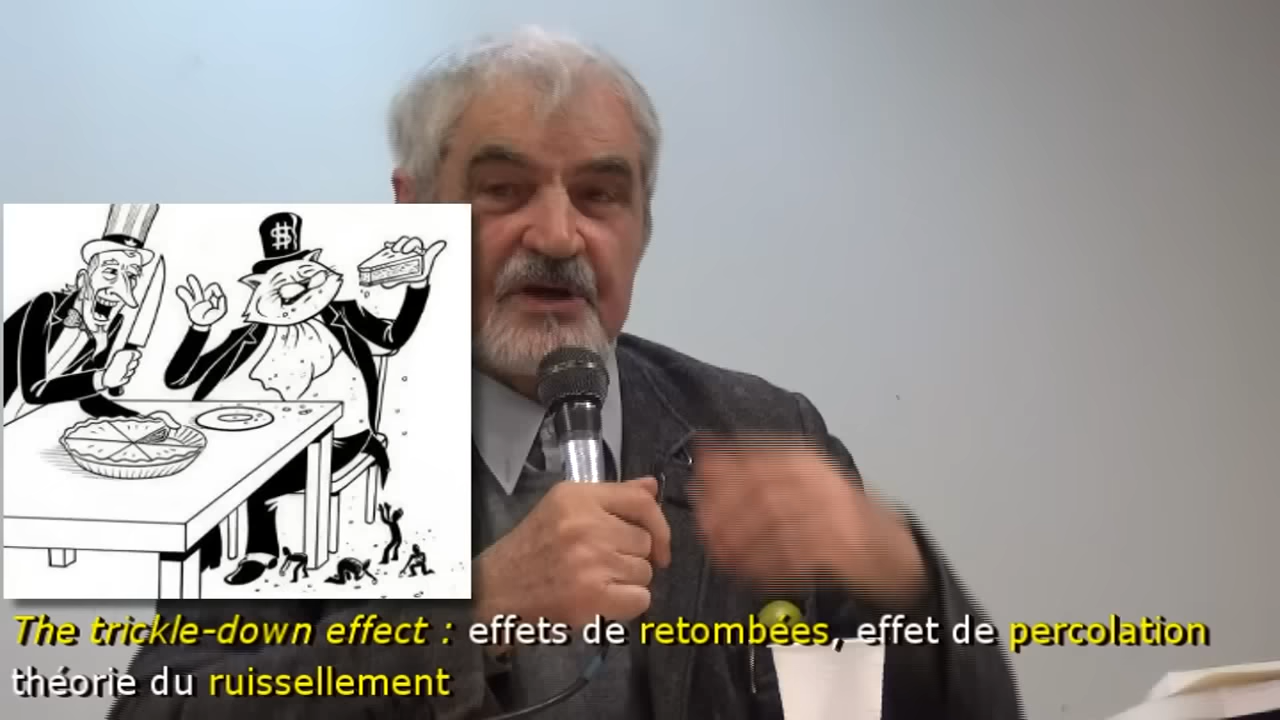 $
The trickle-down effect : effets de retombées, effet de percolation
théorie du ruissellement